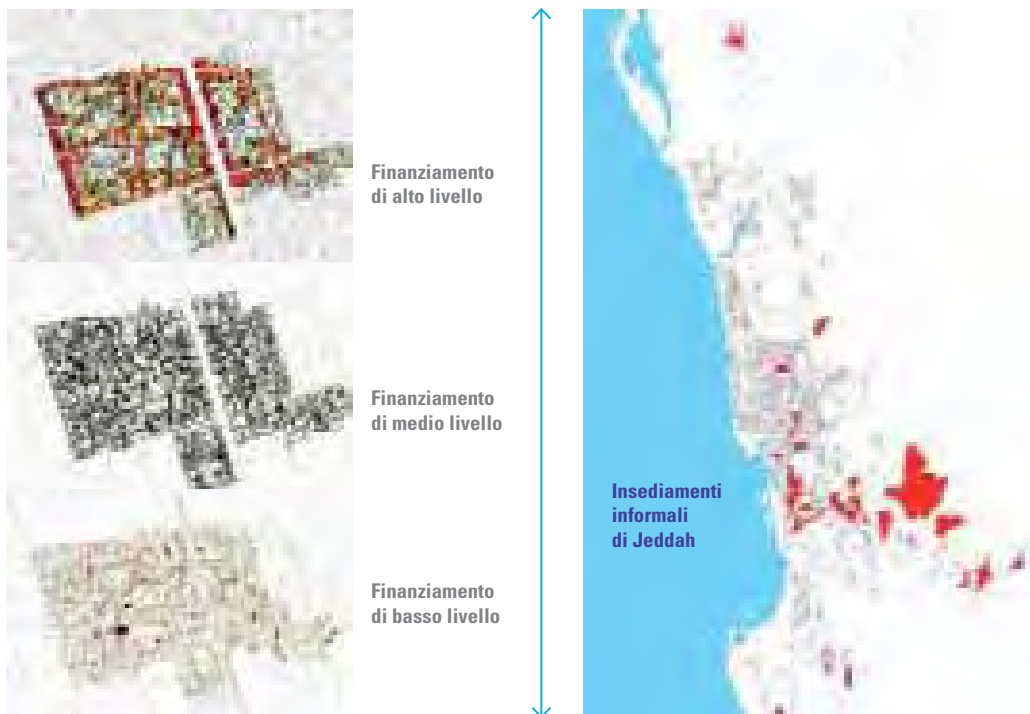 Finanziamento
di alto livello
Finanziamento
di medio livello
Finanziamento
di basso livello
Insediamenti
informali
di Jeddah